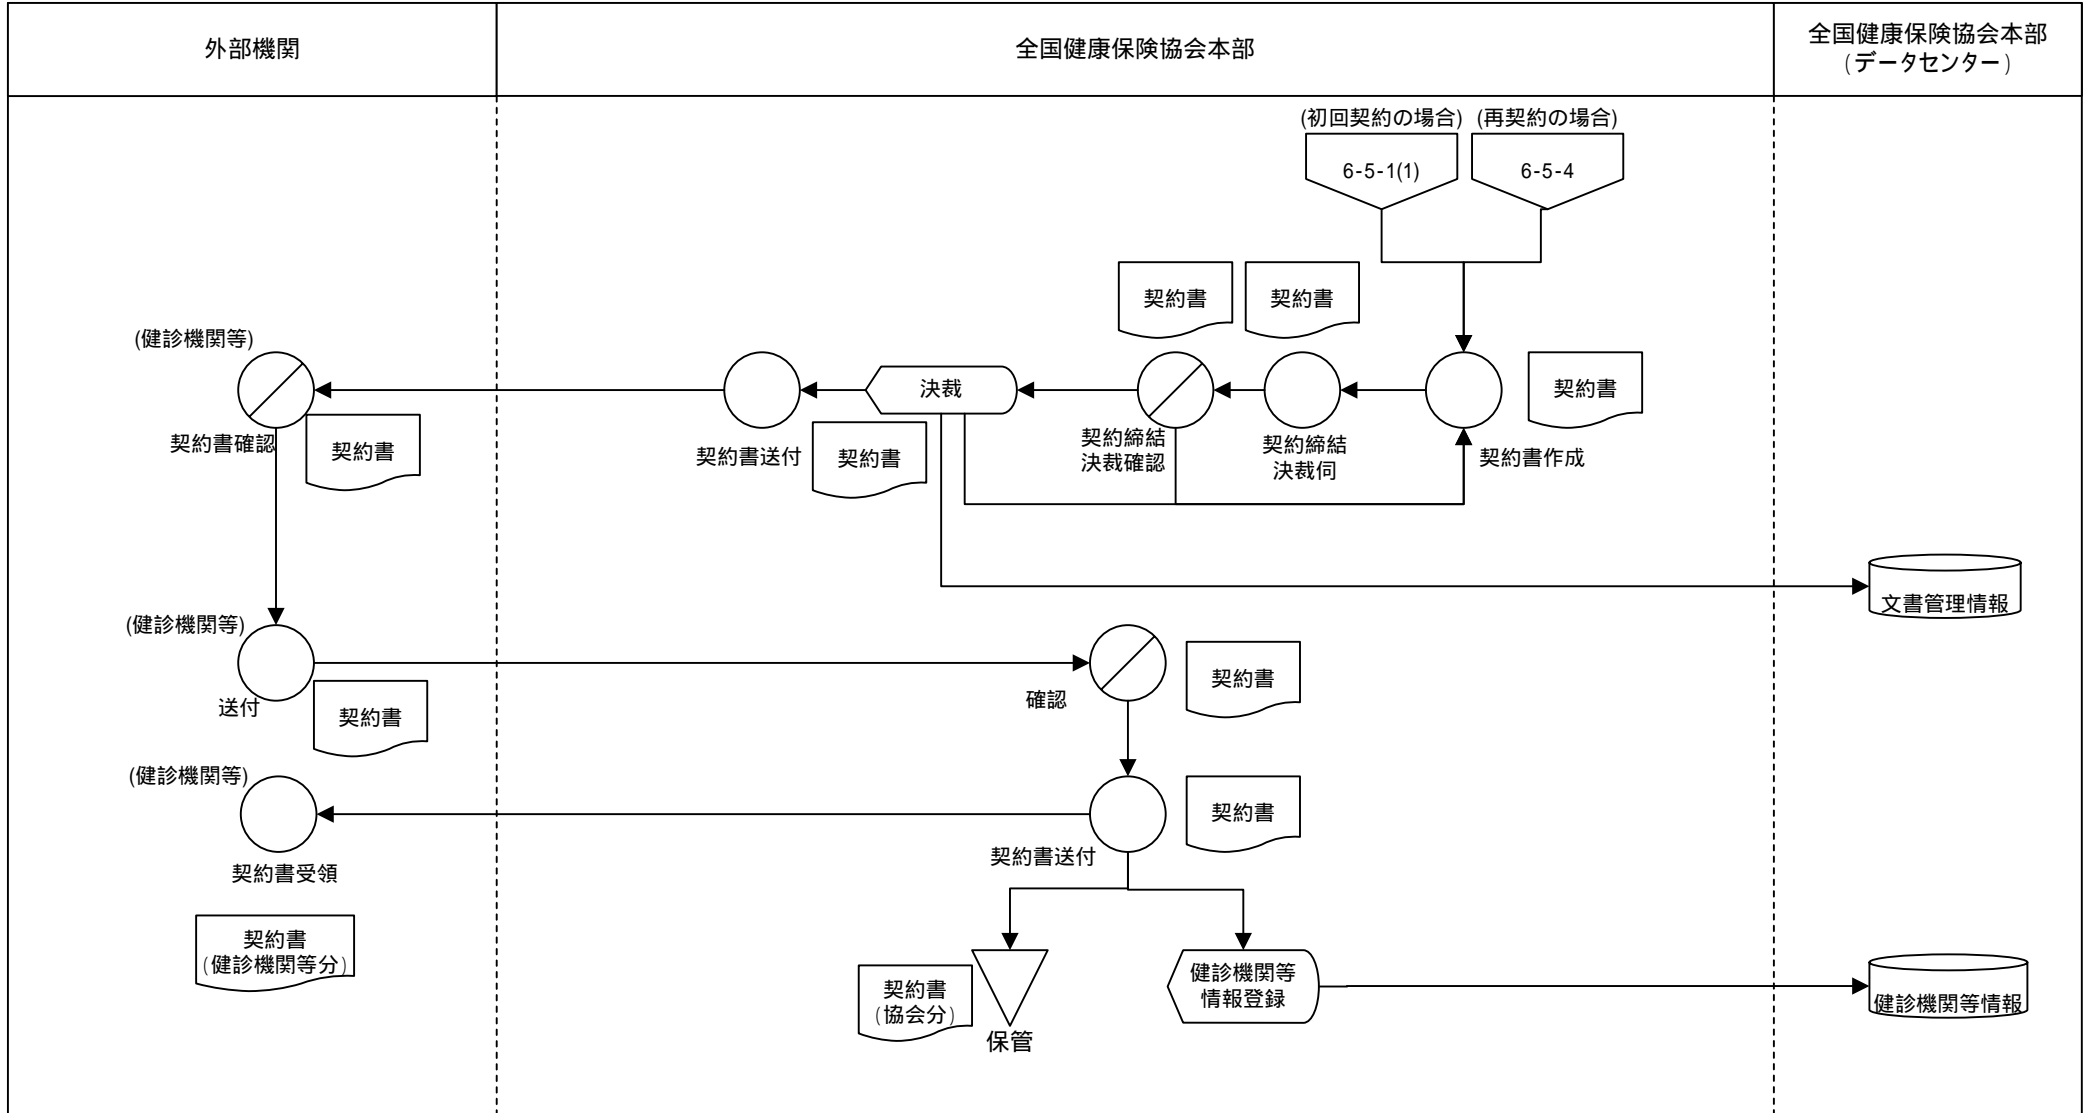 外部機関
全国健康保険協会本部
全国健康保険協会本部
(データセンター)
(初回契約の場合)
(再契約の場合)
6-5-1(1)
6-5-4
契約書
契約書
(健診機関等)
決裁
契約書
契約書確認
契約書
契約書送付
契約書
契約締結
決裁確認
契約締結
決裁伺
契約書作成
文書管理情報
(健診機関等)
送付
契約書
確認
契約書
(健診機関等)
契約書受領
契約書送付
契約書
契約書
(健診機関等分)
契約書
(協会分)
保管
健診機関等
情報登録
健診機関等情報